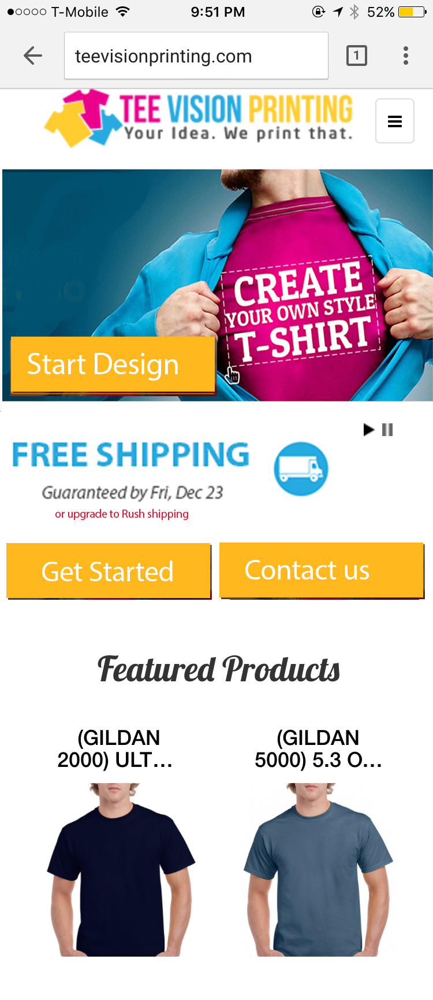 T-Mobile 9:51 PM 52%
teevisionprinting.com 1
TEE VISION PRINTING
Your Idea. We print that.
CREATE
YOUR OWN STYLE
T-SHIRT
Start Design
FREE SHIPPING
Guaranteed by Fri, Dec 23
or upgrade to Rush shipping
Get Started Contact us
Featured Products
(GILDAN
2000) ULT...
(GILDAN
5000) 5.3 O...